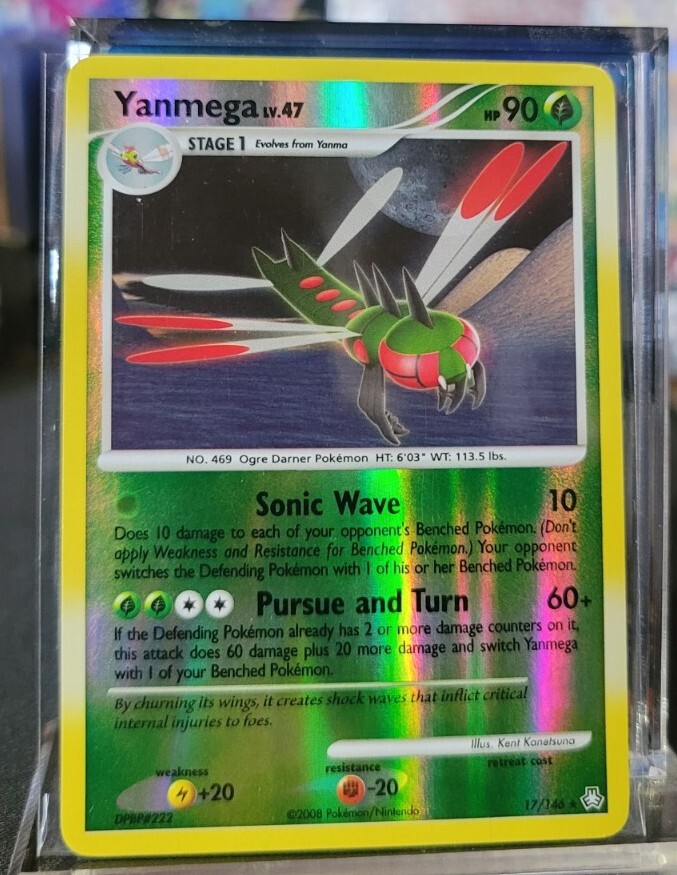 Yanmega LV.47 HP 90
STAGE 1 Evolves from Yanma
NO. 469 Ogre Darner Pokémon HT: 6'03" WT: 113.5 lbs.
Sonic Wave 10
Does 10 damage to each of your opponent's Benched Pokémon. (Don't
apply Weakness and Resistance for Benched Pokémon.) Your opponent
switches the Defending Pokémon with 1 of his or her Benched Pokémon.
Pursue and Turn 60+
If the Defending Pokémon already has 2 or more damage counters on it,
this attack does 60 damage plus 20 more damage and switch Yanmega
with 1 of your Benched Pokémon.
By churning its wings, it creates shock waves that inflict critical
internal injuries to foes.
Illus. Kent Kanetsuna
weakness resistance retreat cost
+20 -20
DPBP#222 ©2008 Pokémon/Nintendo 17/146 ★